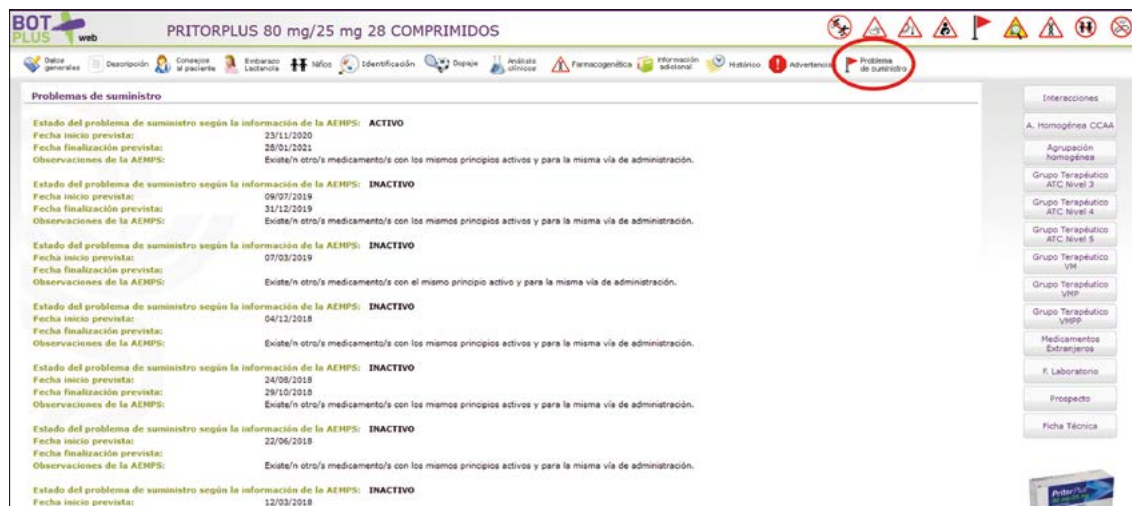 BOT PLUS web
PRITORPLUS 80 mg/25 mg 28 COMPRIMIDOS
Datos generales
Descripción
Consejos al paciente
Embarazo Lactancia
Niños
Identificación
Dopaje
Análisis clínicos
Farmacogenética
Información adicional
Histórico
Advertencia
Problema de suministro
Problemas de suministro
Estado del problema de suministro según la información de la AEMPS: ACTIVO
Fecha inicio prevista: 23/11/2020
Fecha finalización prevista: 28/01/2021
Observaciones de la AEMPS: Existe/n otro/s medicamento/s con los mismos principios activos y para la misma vía de administración.
Estado del problema de suministro según la información de la AEMPS: INACTIVO
Fecha inicio prevista: 09/07/2019
Fecha finalización prevista: 31/12/2019
Observaciones de la AEMPS: Existe/n otro/s medicamento/s con los mismos principios activos y para la misma vía de administración.
Estado del problema de suministro según la información de la AEMPS: INACTIVO
Fecha inicio prevista: 07/03/2019
Fecha finalización prevista:
Observaciones de la AEMPS: Existe/n otro/s medicamento/s con el mismo principio activo y para la misma vía de administración.
Estado del problema de suministro según la información de la AEMPS: INACTIVO
Fecha inicio prevista: 04/12/2018
Fecha finalización prevista:
Observaciones de la AEMPS: Existe/n otro/s medicamento/s con los mismos principios activos y para la misma vía de administración.
Estado del problema de suministro según la información de la AEMPS: INACTIVO
Fecha inicio prevista: 24/08/2018
Fecha finalización prevista: 29/10/2018
Observaciones de la AEMPS: Existe/n otro/s medicamento/s con los mismos principios activos y para la misma vía de administración.
Estado del problema de suministro según la información de la AEMPS: INACTIVO
Fecha inicio prevista: 22/06/2018
Fecha finalización prevista:
Observaciones de la AEMPS: Existe/n otro/s medicamento/s con los mismos principios activos y para la misma vía de administración.
Estado del problema de suministro según la información de la AEMPS: INACTIVO
Fecha inicio prevista: 12/03/2018
Interacciones
A. Homogénea CCAA
Agrupación
homogénea
Grupo Terapéutico
ATC Nivel 3
Grupo Terapéutico
ATC Nivel 4
Grupo Terapéutico
ATC Nivel 5
Grupo Terapéutico
VM
Grupo Terapéutico
VMP
Grupo Terapéutico
VMPP
Medicamentos
Extranjeros
F. Laboratorio
Prospecto
Ficha Técnica
PritorPlus